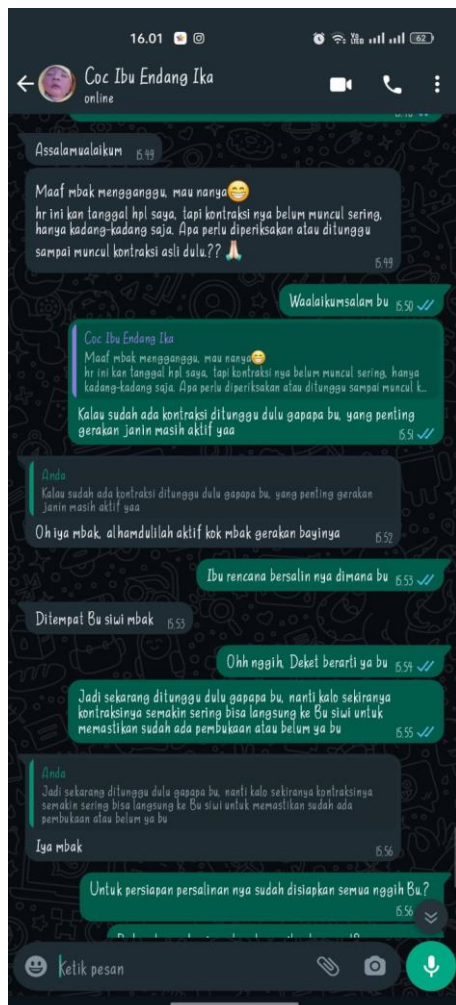 16.01
62
Coc Ibu Endang Ika
online
Assalamualaikum 15.49
Maaf mbak mengganggu, mau nanya😁
hr ini kan tanggal hpl saya, tapi kontraksi nya belum muncul sering,
hanya kadang-kadang saja. Apa perlu diperiksakan atau ditunggu
sampai muncul kontraksi asli dulu.?? 🙏🏻
15.49
Waalaikumsalam bu 15.50
Coc Ibu Endang Ika
Maaf mbak mengganggu, mau nanya😁
hr ini kan tanggal hpl saya, tapi kontraksi nya belum muncul sering, hanya
kadang-kadang saja. Apa perlu diperiksakan atau ditunggu sampai muncul k...
Kalau sudah ada kontraksi ditunggu dulu gapapa bu, yang penting
gerakan janin masih aktif yaa
15.51
Anda
Kalau sudah ada kontraksi ditunggu dulu gapapa bu, yang penting gerakan
janin masih aktif yaa
Oh iya mbak, alhamdulilah aktif kok mbak gerakan bayinya 15.52
Ibu rencana bersalin nya dimana bu 15.53
Ditempat Bu siwi mbak 15.53
Ohh nggih, Deket berarti ya bu 15.54
Jadi sekarang ditunggu dulu gapapa bu, nanti kalo sekiranya
kontraksinya semakin sering bisa langsung ke Bu siwi untuk
memastikan sudah ada pembukaan atau belum ya bu
15.55
Anda
Jadi sekarang ditunggu dulu gapapa bu, nanti kalo sekiranya kontraksinya
semakin sering bisa langsung ke Bu siwi untuk memastikan sudah ada
pembukaan atau belum ya bu
Iya mbak 15.56
Untuk persiapan persalinan nya sudah disiapkan semua nggih Bu.?
15.56
Ketik pesan